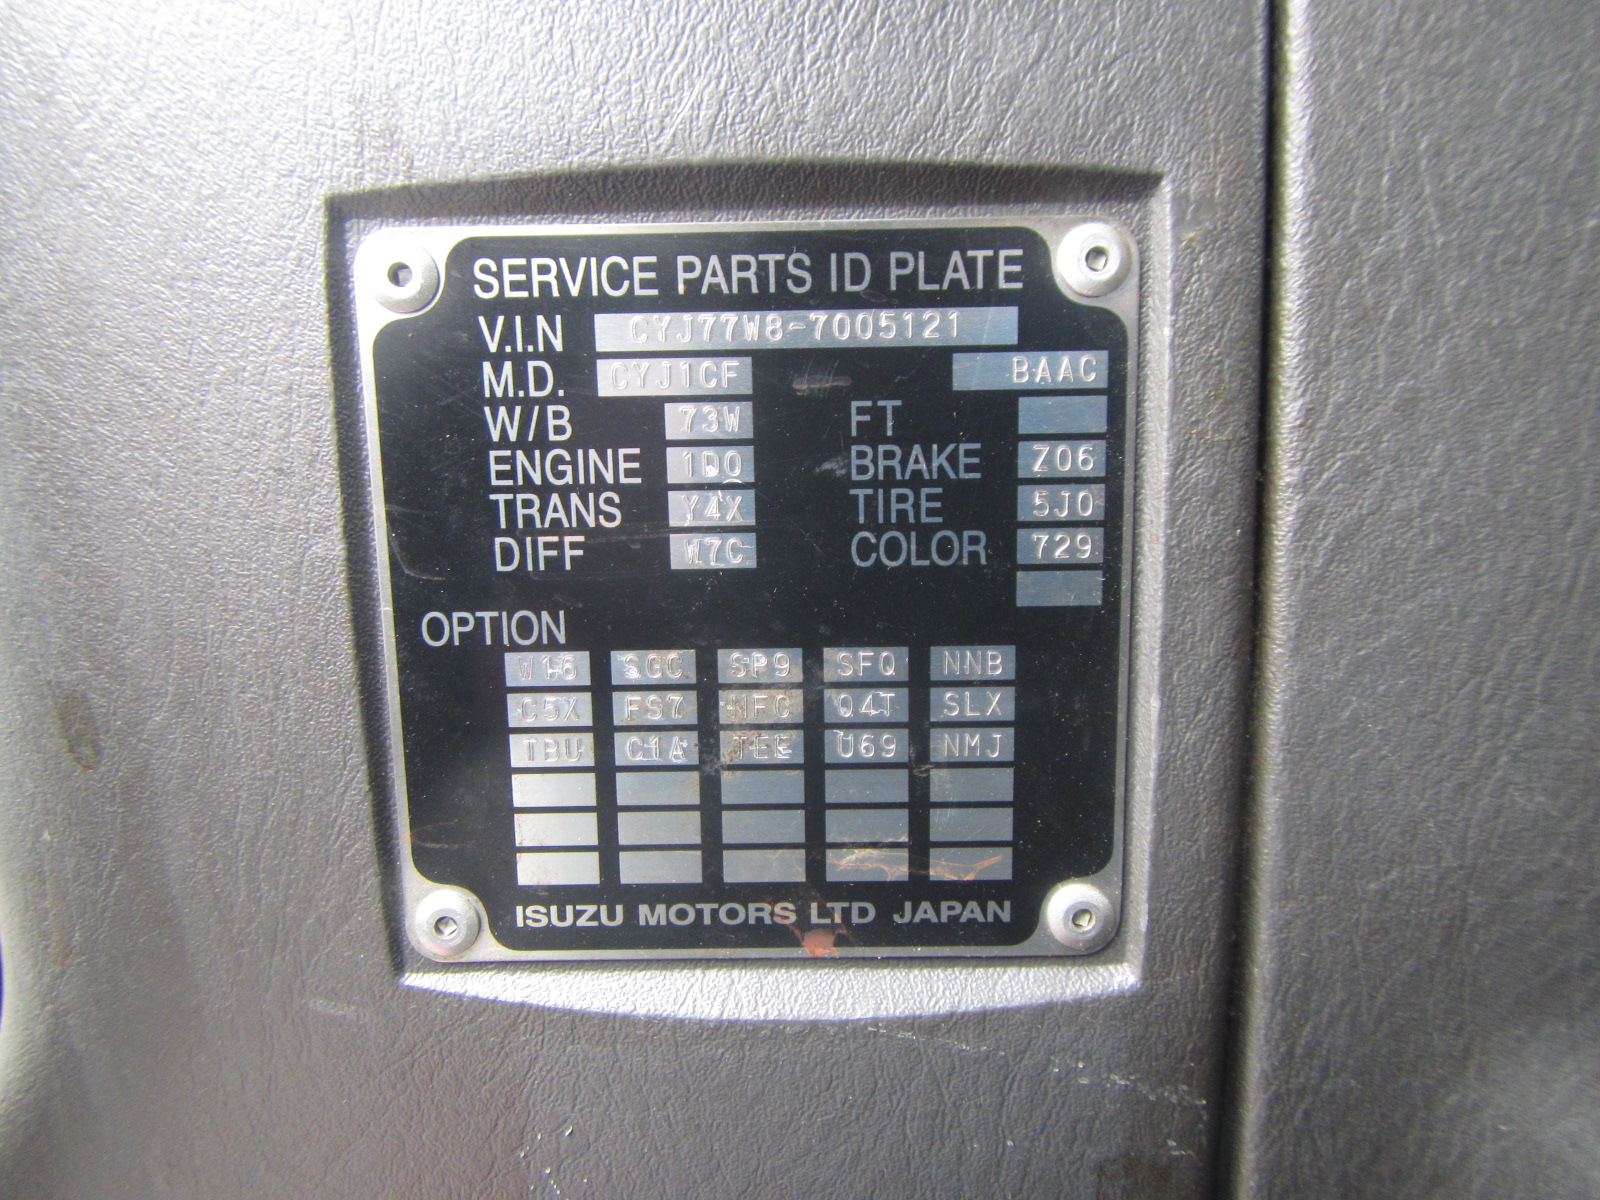 SERVICE PARTS ID PLATE
V.I.N CYJ77W8-7005121
M.D. CYJ1CF BAAC
W/B 73W FT
ENGINE 1D0 BRAKE Z06
TRANS Y4X TIRE 5J0
DIFF W7C COLOR 729
OPTION
W16 SGC SP9 SFQ NNB
C5X FS7 NFC Q4T SLX
TBU C1A TEE U69 NMJ
ISUZU MOTORS LTD JAPAN